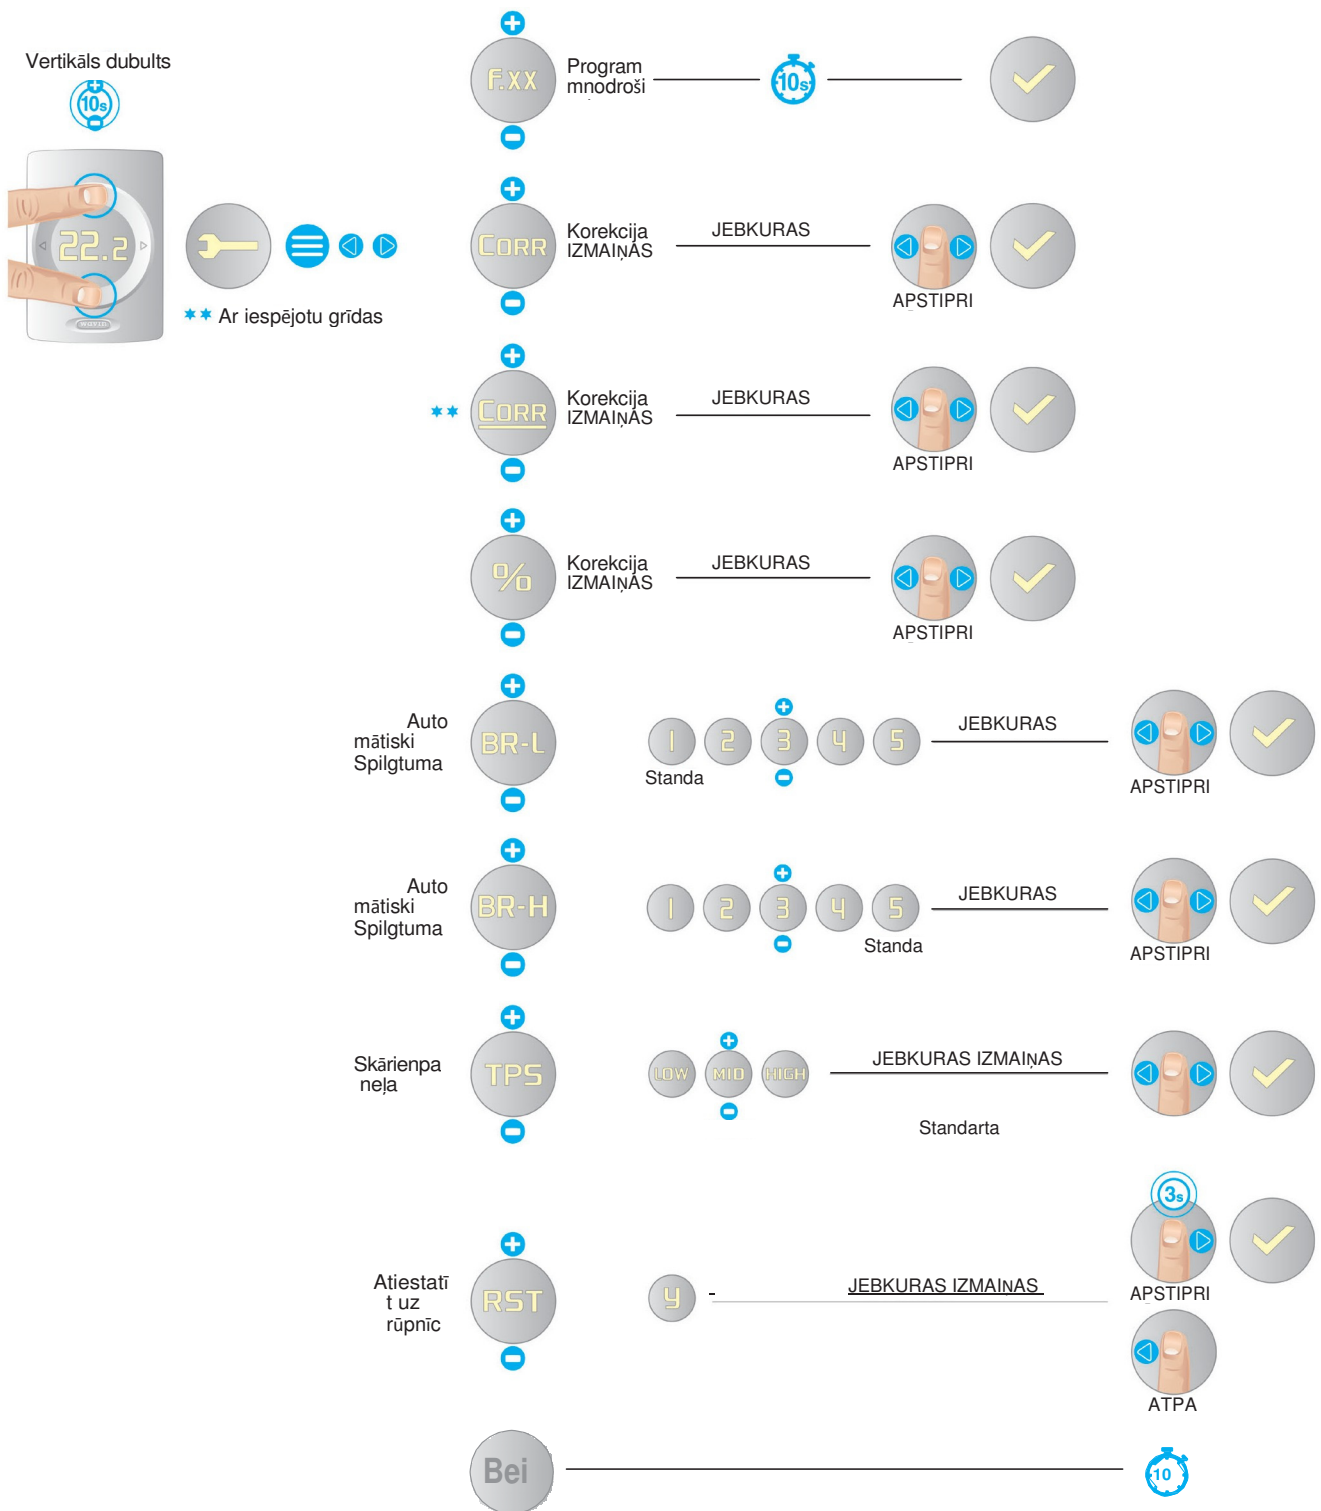 Vertikāls dubults
10s
22.2
** Ar iespējotu grīdas
F.XX
Program
mnodroši
10s
CORR
Korekcija
IZMAIŅAS
JEBKURAS
APSTIPRI
**
CORR
Korekcija
IZMAIŅAS
JEBKURAS
APSTIPRI
%
Korekcija
IZMAIŅAS
JEBKURAS
APSTIPRI
Auto
mātiski
Spilgtuma
BR-L
1 2 3 4 5
Standa
JEBKURAS
APSTIPRI
Auto
mātiski
Spilgtuma
BR-H
1 2 3 4 5
Standa
JEBKURAS
APSTIPRI
Skārienpa
neļa
TPS
LOW MID HIGH
JEBKURAS IZMAIŅAS
Standarta
3s
Atiestatī
t uz
rūpnīc
RST
y
-
JEBKURAS IZMAIŅAS
APSTIPRI
ATPA
Bei
10